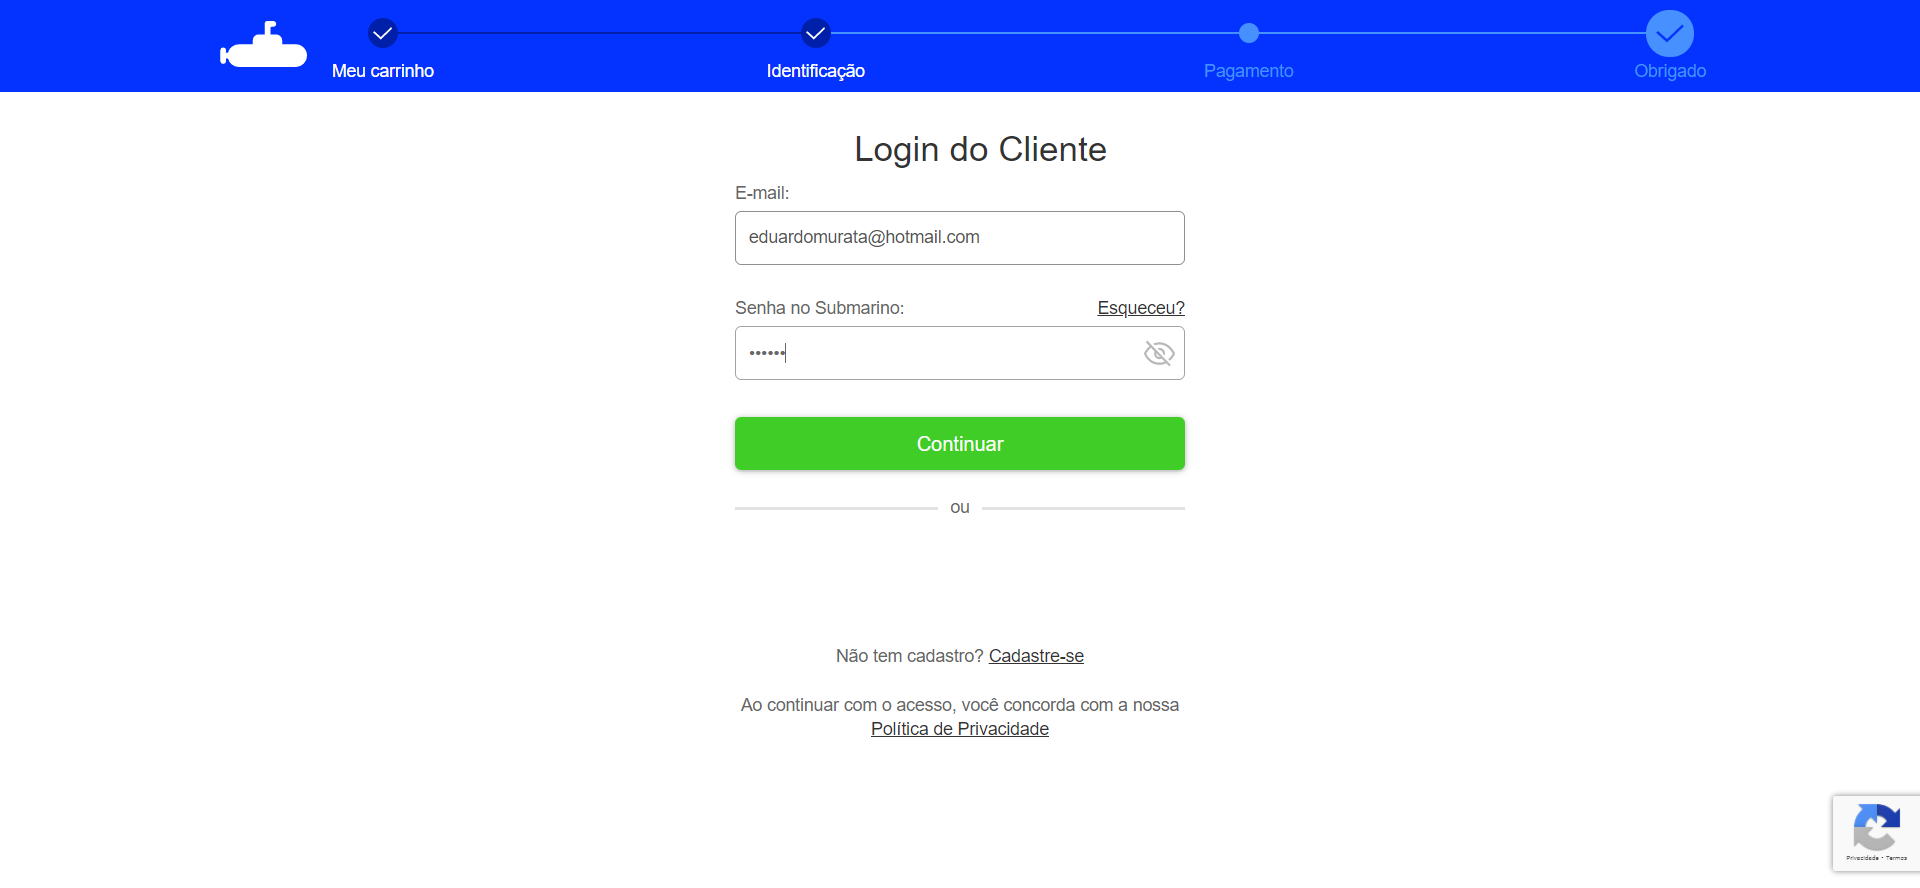 Meu carrinho
Identificação
Pagamento
Obrigado
Login do Cliente
E-mail:
eduardomurata@hotmail.com
Senha no Submarino:
Esqueceu?
••••••
Continuar
ou
Não tem cadastro? Cadastre-se
Ao continuar com o acesso, você concorda com a nossa
Política de Privacidade
Privacidade • Termos